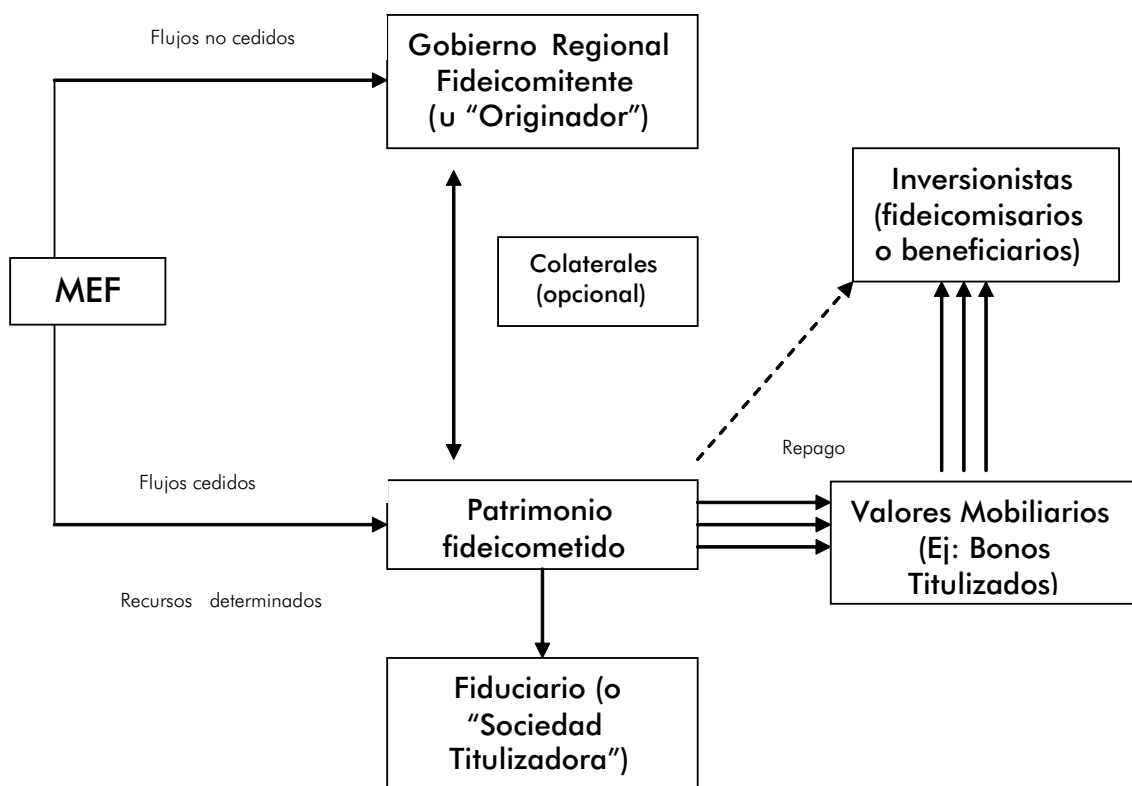 Flujos no cedidos
Gobierno Regional
Fideicomitente
(u “Originador”)
Inversionistas
(fideicomisarios
o beneficiarios)
Colaterales
(opcional)
MEF
Repago
Flujos cedidos
Patrimonio
fideicometido
Valores Mobiliarios
(Ej: Bonos
Titulizados)
Recursos determinados
Fiduciario (o
“Sociedad
Titulizadora”)